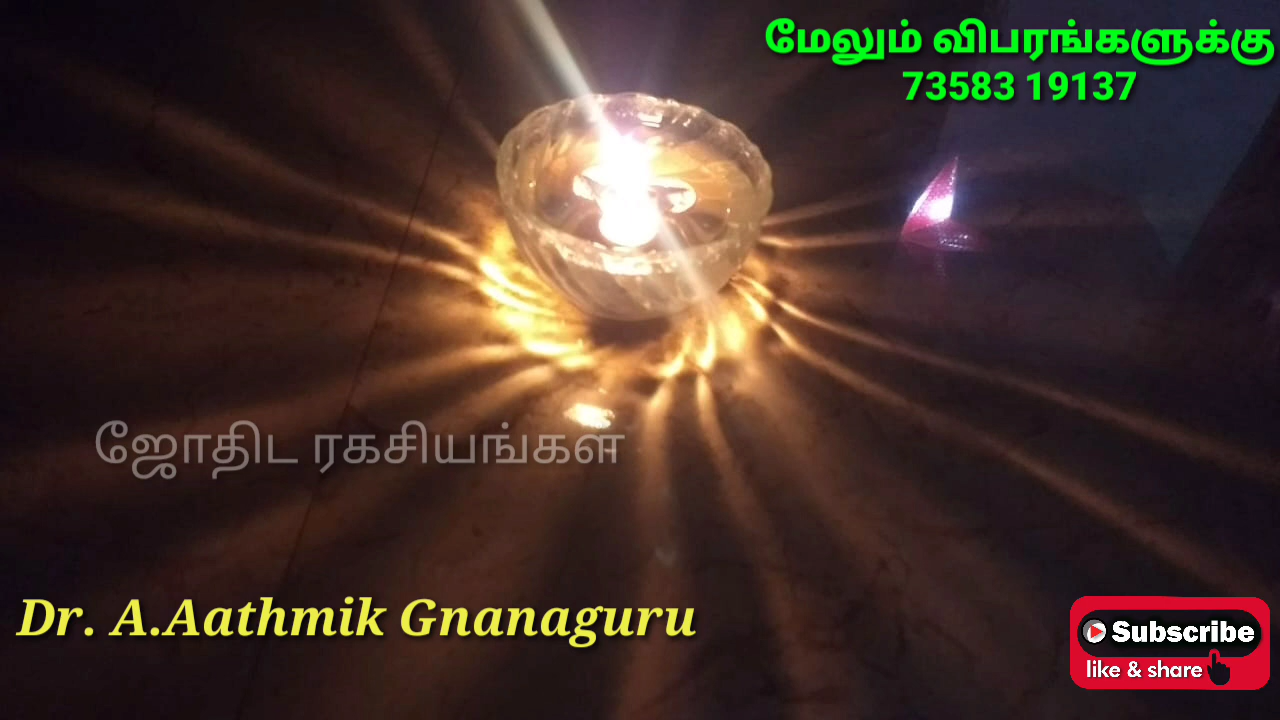 மேலும் விபரங்களுக்கு
73583 19137
ஜோதிட ரகசியங்கள்
Dr. A.Aathmik Gnanaguru
Subscribe
like & share